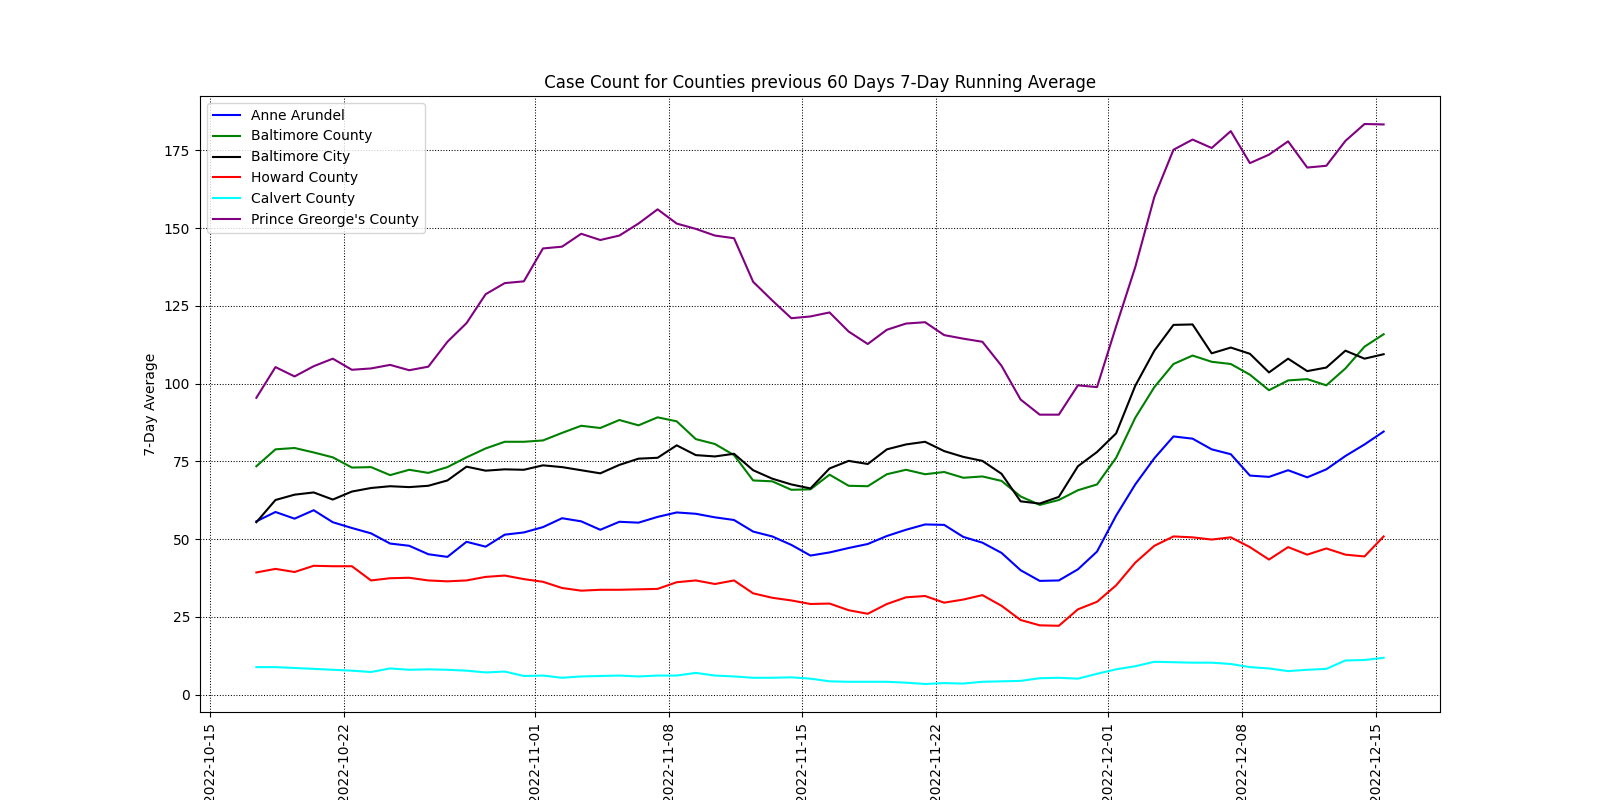 Case Count for Counties previous 60 Days 7-Day Running Average
Anne Arundel
Baltimore County
Baltimore City
Howard County
Calvert County
Prince Greorge's County
7-Day Average
175
150
125
100
75
50
25
0
2022-10-15
2022-10-22
2022-11-01
2022-11-08
2022-11-15
2022-11-22
2022-12-01
2022-12-08
2022-12-15